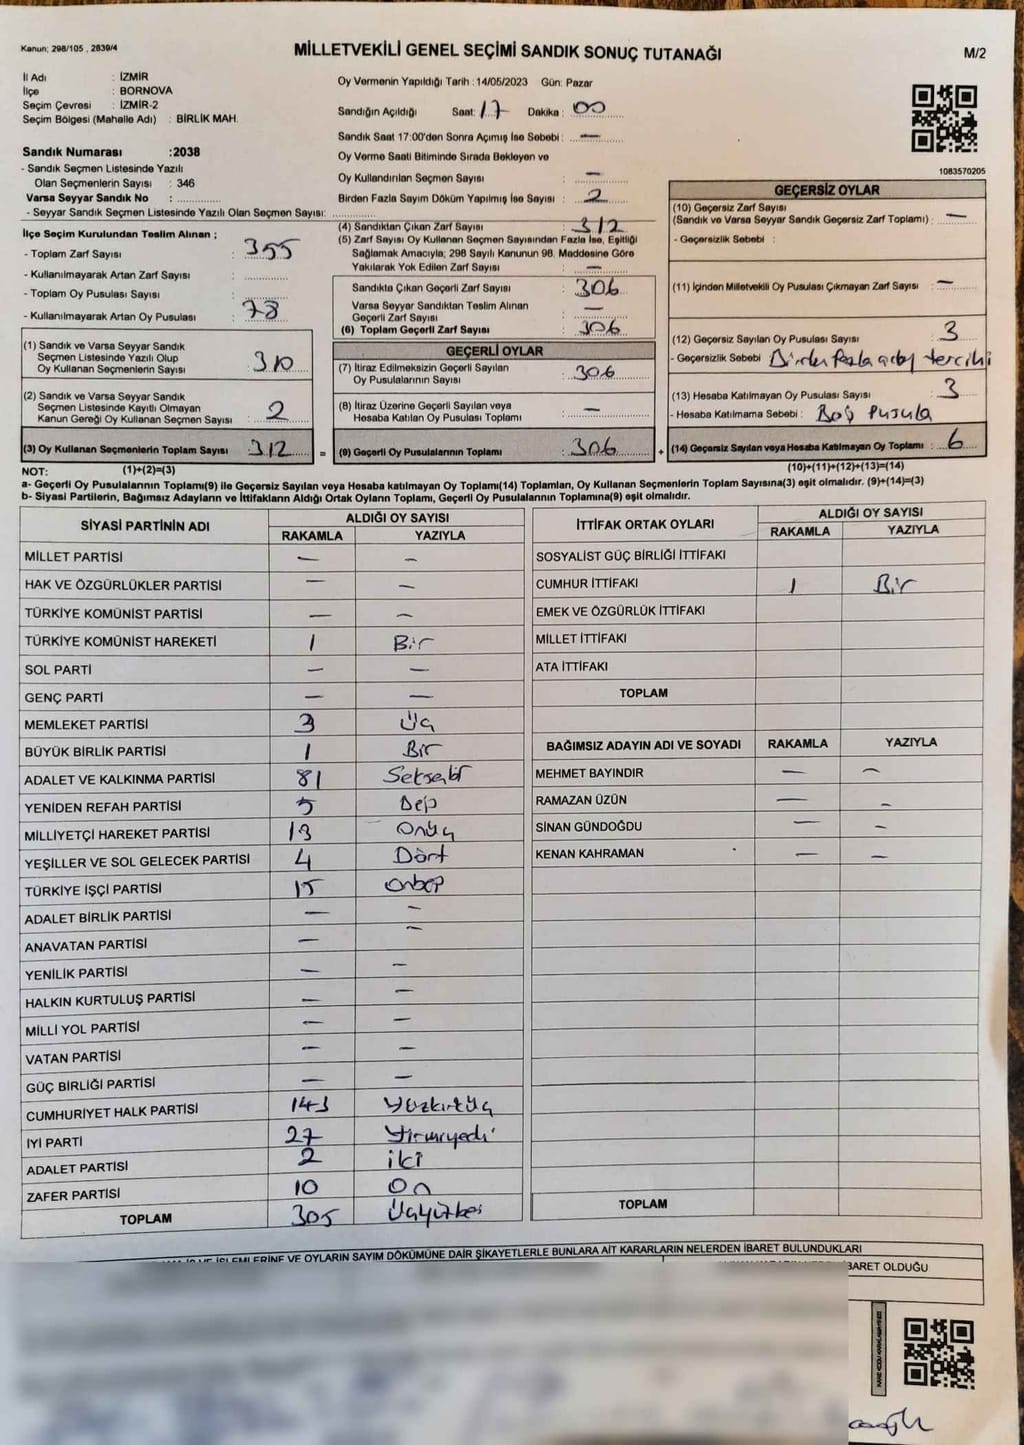 Kanun; 298/105 , 2839/4
MİLLETVEKİLİ GENEL SEÇİMİ SANDIK SONUÇ TUTANAĞI
M/2
İl Adı : İZMİR
İlçe : BORNOVA
Seçim Çevresi : İZMİR-2
Seçim Bölgesi (Mahalle Adı) : BİRLİK MAH.
Oy Vermenin Yapıldığı Tarih : 14/05/2023 Gün: Pazar
Sandığın Açıldığı Saat: 17 Dakika : 00
Sandık Saat 17:00'den Sonra Açımış İse Sebebi : —
Oy Verme Saati Bitiminde Sırada Bekleyen ve
Oy Kullandırılan Seçmen Sayısı : —
Birden Fazla Sayım Döküm Yapılmış İse Sayısı : 2
1083570205
Sandık Numarası :2038
- Sandık Seçmen Listesinde Yazılı
Olan Seçmenlerin Sayısı : 346
Varsa Seyyar Sandık No :
- Seyyar Sandık Seçmen Listesinde Yazılı Olan Seçmen Sayısı:
İlçe Seçim Kurulundan Teslim Alınan ;
- Toplam Zarf Sayısı : 355
- Kullanılmayarak Artan Zarf Sayısı :
- Toplam Oy Pusulası Sayısı :
- Kullanılmayarak Artan Oy Pusulası : 78
(1) Sandık ve Varsa Seyyar Sandık
Seçmen Listesinde Yazılı Olup
Oy Kullanan Seçmenlerin Sayısı : 310
(2) Sandık ve Varsa Seyyar Sandık
Seçmen Listesinde Kayıtlı Olmayan
Kanun Gereği Oy Kullanan Seçmen Sayısı : 2
(3) Oy Kullanan Seçmenlerin Toplam Sayısı : 312 =
(4) Sandıktan Çıkan Zarf Sayısı : 312
(5) Zarf Sayısı Oy Kullanan Seçmen Sayısından Fazla İse, Eşitliği
Sağlamak Amacıyla; 298 Sayılı Kanunun 98. Maddesine Göre
Yakılarak Yok Edilen Zarf Sayısı : —
Sandıkta Çıkan Geçerli Zarf Sayısı : 306
Varsa Seyyar Sandıktan Teslim Alınan
Geçerli Zarf Sayısı : —
(6) Toplam Geçerli Zarf Sayısı : 306
GEÇERLİ OYLAR
(7) İtiraz Edilmeksizin Geçerli Sayılan
Oy Pusulalarının Sayısı : 306
(8) İtiraz Üzerine Geçerli Sayılan veya
Hesaba Katılan Oy Pusulası Toplamı : —
(9) Geçerli Oy Pusulalarının Toplamı : 306 +
GEÇERSİZ OYLAR
(10) Geçersiz Zarf Sayısı
(Sandık ve Varsa Seyyar Sandık Geçersiz Zarf Toplamı) : —
- Geçersizlik Sebebi :
(11) İçinden Milletvekili Oy Pusulası Çıkmayan Zarf Sayısı : —
(12) Geçersiz Sayılan Oy Pusulası Sayısı : 3
- Geçersizlik Sebebi : Birden fazla aday tercihi
(13) Hesaba Katılmayan Oy Pusulası Sayısı : 3
- Hesaba Katılmama Sebebi : Boş Pusula
(14) Geçersiz Sayılan veya Hesaba Katılmayan Oy Toplamı : 6
NOT: (1)+(2)=(3)
(10)+(11)+(12)+(13)=(14)
a- Geçerli Oy Pusulalarının Toplamı(9) ile Geçersiz Sayılan veya Hesaba katılmayan Oy Toplamı(14) Toplamları, Oy Kullanan Seçmenlerin Toplam Sayısına(3) eşit olmalıdır. (9)+(14)=(3)
b- Siyasi Partilerin, Bağımsız Adayların ve İttifakların Aldığı Ortak Oyların Toplamı, Geçerli Oy Pusulalarının Toplamına(9) eşit olmalıdır.
SİYASİ PARTİNİN ADI ALDIĞI OY SAYISI
RAKAMLA YAZIYLA
MİLLET PARTİSİ — —
HAK VE ÖZGÜRLÜKLER PARTİSİ — —
TÜRKİYE KOMÜNİST PARTİSİ — —
TÜRKİYE KOMÜNİST HAREKETİ 1 Bir
SOL PARTİ — —
GENÇ PARTİ — —
MEMLEKET PARTİSİ 3 Üç
BÜYÜK BİRLİK PARTİSİ 1 Bir
ADALET VE KALKINMA PARTİSİ 81 Seksenbir
YENİDEN REFAH PARTİSİ 5 Beş
MİLLİYETÇİ HAREKET PARTİSİ 13 Onüç
YEŞİLLER VE SOL GELECEK PARTİSİ 4 Dört
TÜRKİYE İŞÇİ PARTİSİ 15 Onbeş
ADALET BİRLİK PARTİSİ — —
ANAVATAN PARTİSİ — —
YENİLİK PARTİSİ — —
HALKIN KURTULUŞ PARTİSİ — —
MİLLİ YOL PARTİSİ — —
VATAN PARTİSİ — —
GÜÇ BİRLİĞİ PARTİSİ — —
CUMHURİYET HALK PARTİSİ 143 Yüzkırküç
İYİ PARTİ 27 Yirmiyedi
ADALET PARTİSİ 2 iki
ZAFER PARTİSİ 10 On
TOPLAM 305 Üçyüzbeş
İTTİFAK ORTAK OYLARI ALDIĞI OY SAYISI
RAKAMLA YAZIYLA
SOSYALİST GÜÇ BİRLİĞİ İTTİFAKI
CUMHUR İTTİFAKI 1 Bir
EMEK VE ÖZGÜRLÜK İTTİFAKI
MİLLET İTTİFAKI
ATA İTTİFAKI
TOPLAM
BAĞIMSIZ ADAYIN ADI VE SOYADI RAKAMLA YAZIYLA
MEHMET BAYINDIR — —
RAMAZAN ÜZÜN — —
SİNAN GÜNDOĞDU — —
KENAN KAHRAMAN — —
TOPLAM
İŞLEMLERİNE VE OYLARIN SAYIM DÖKÜMÜNE DAİR ŞİKAYETLERLE BUNLARA AİT KARARLARIN NELERDEN İBARET BULUNDUKLARI
İBARET OLDUĞU